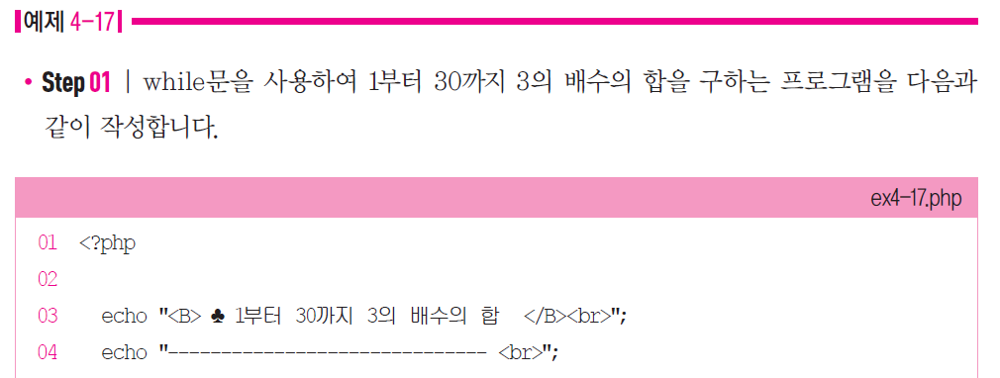 예제 4-17
• Step 01 | while문을 사용하여 1부터 30까지 3의 배수의 합을 구하는 프로그램을 다음과
같이 작성합니다.
ex4-17.php
01 <?php
02
03 echo "<B> ♣ 1부터 30까지 3의 배수의 합 </B><br>";
04 echo "------------------------------ <br>";